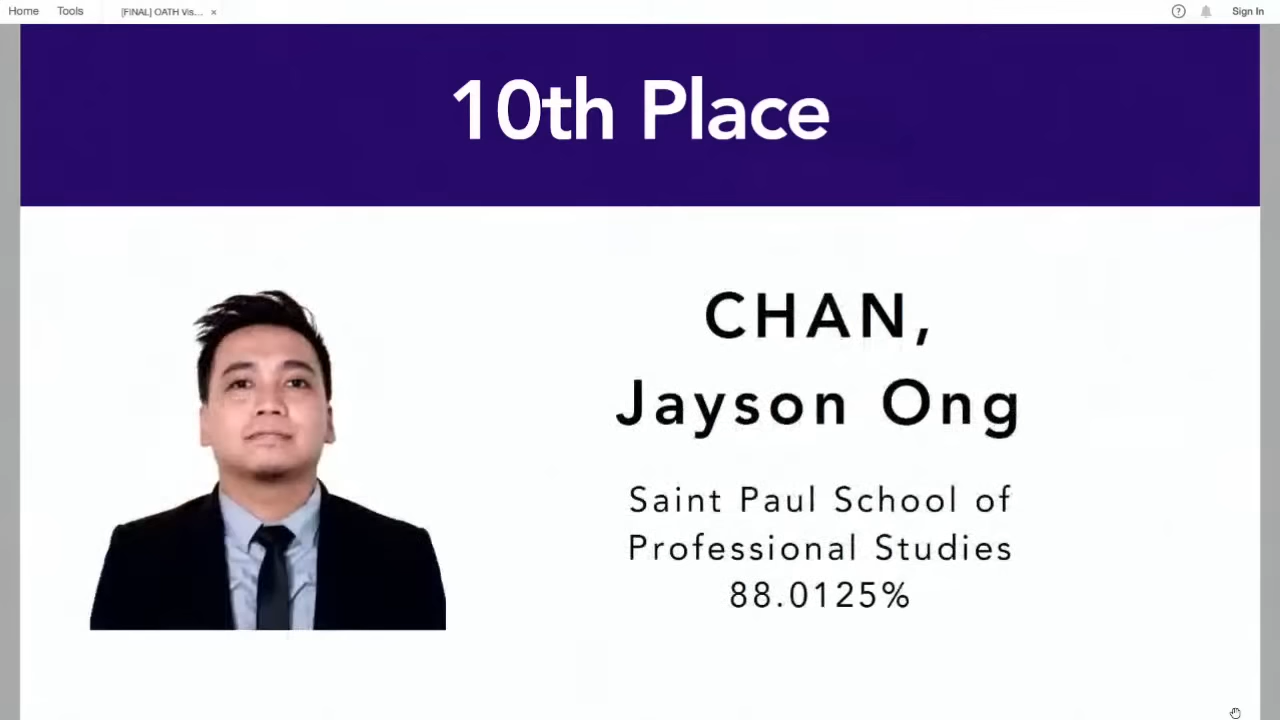 Home Tools [FINAL] OATH Vis... × Sign In
10th Place
CHAN,
Jayson Ong
Saint Paul School of
Professional Studies
88.0125%